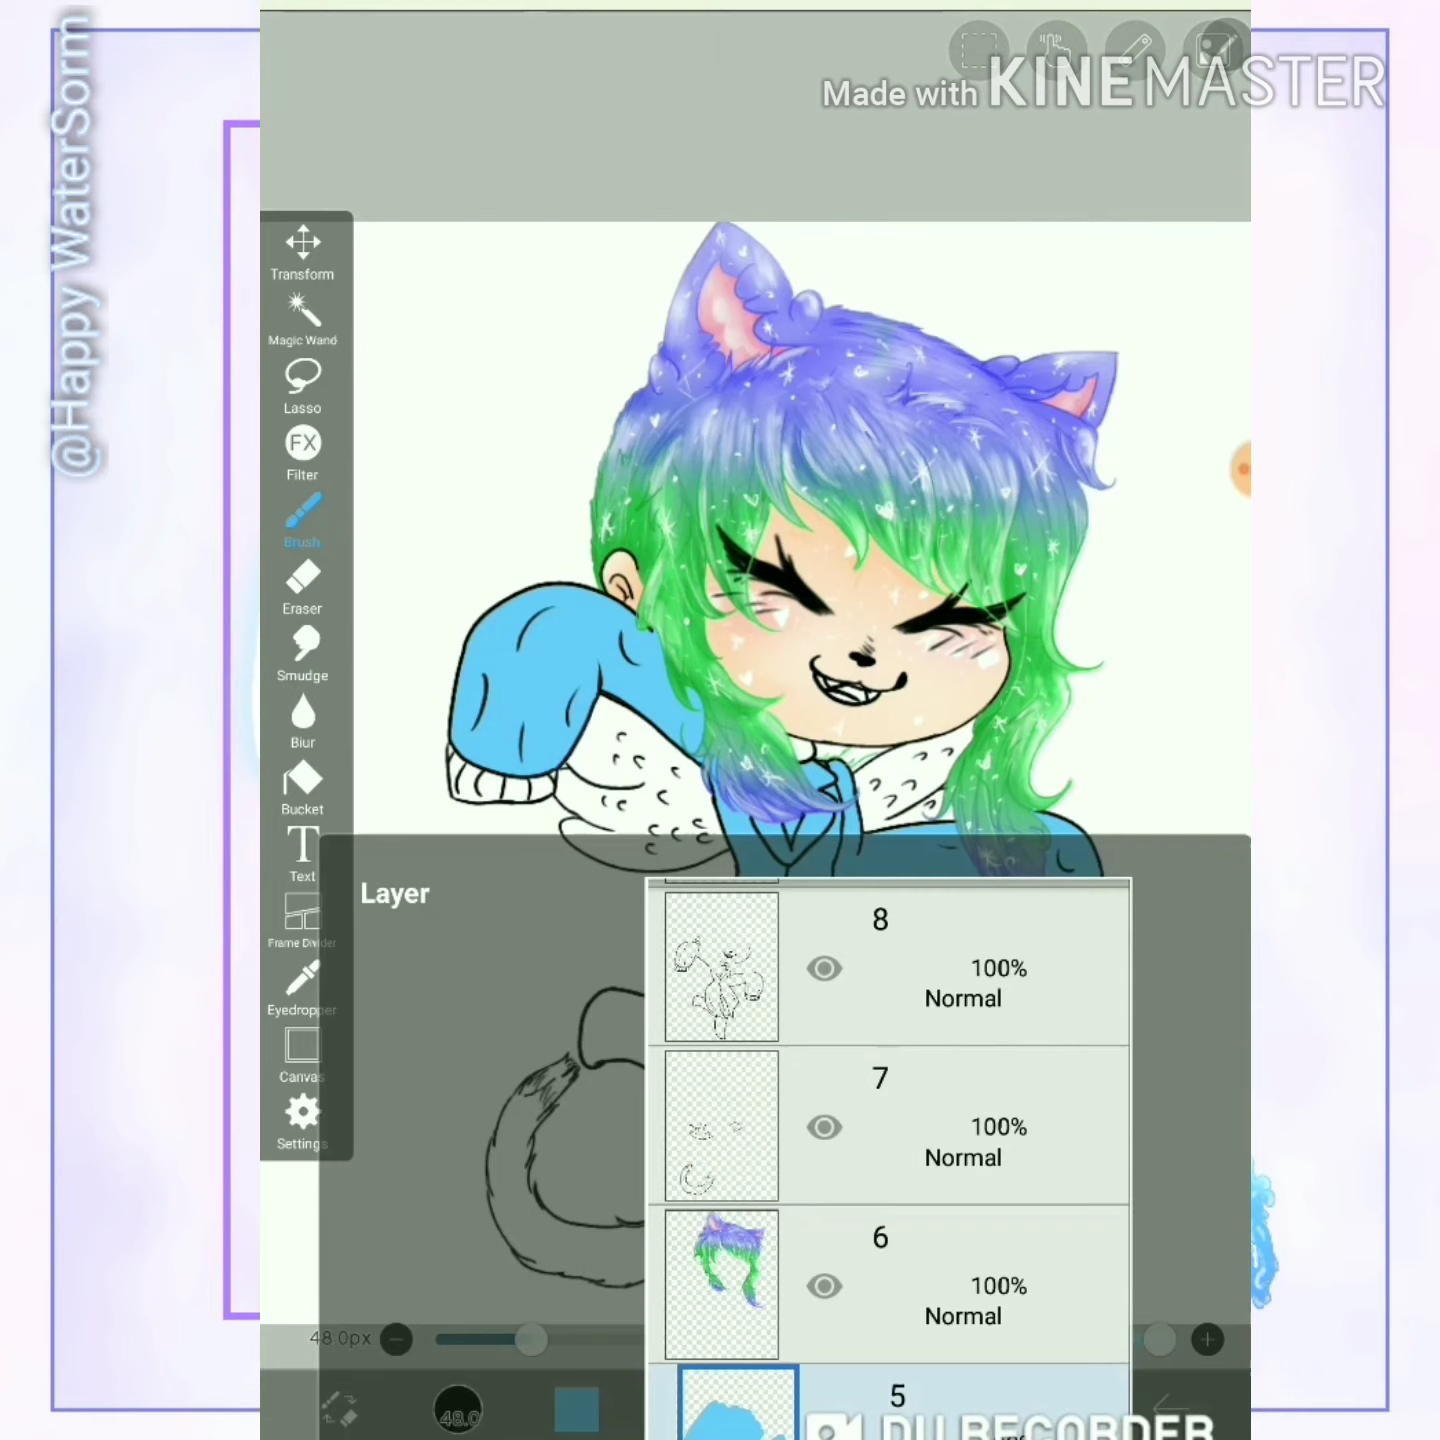 @Happy WaterSorm
Made with KINEMASTER
Transform
Magic Wand
Lasso
FX
Filter
Brush
Eraser
Smudge
Blur
Bucket
T
Text
Frame Divider
Eyedropper
Canvas
Settings
Layer
8
100%
Normal
7
100%
Normal
6
100%
Normal
5
48.0px
48.0
DU RECORDER